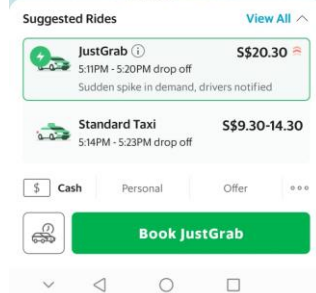 Suggested Rides View All
JustGrab S$20.30
5:11PM - 5:20PM drop off
Sudden spike in demand, drivers notified
Standard Taxi S$9.30-14.30
5:14PM - 5:23PM drop off
$ Cash Personal Offer
Book JustGrab